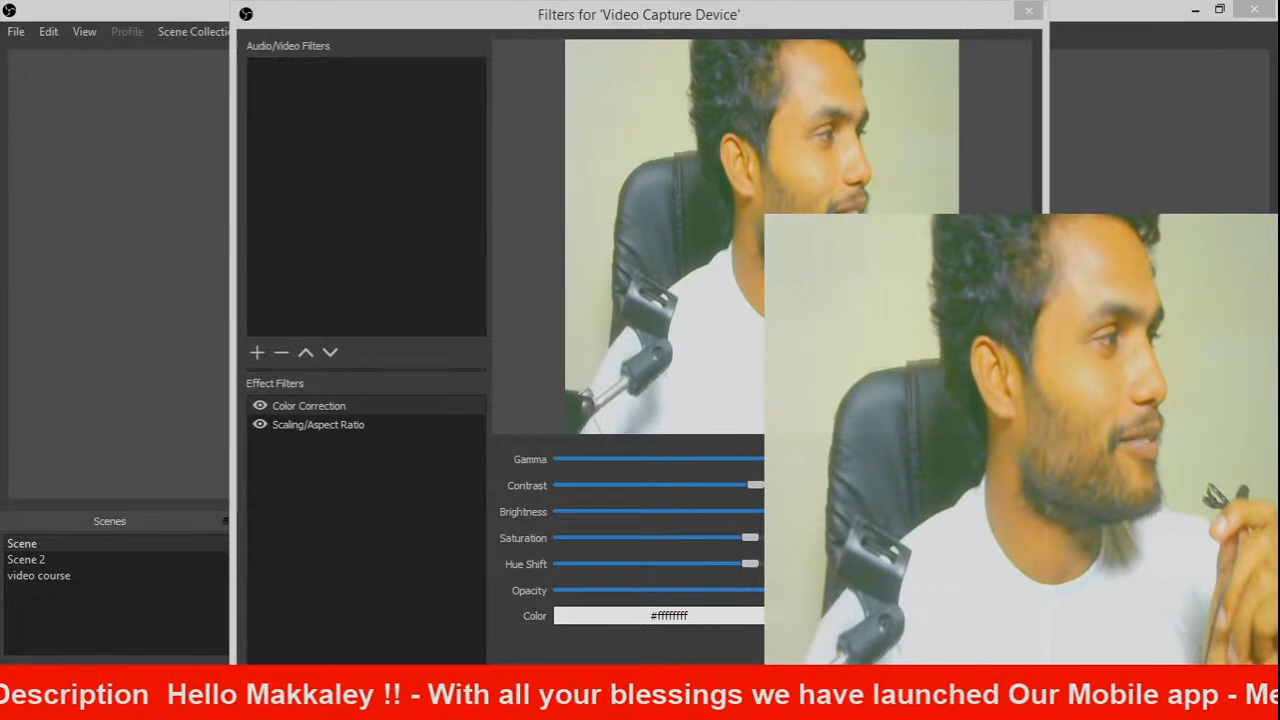 Filters for 'Video Capture Device'
File Edit View Profile Scene Collecti
Audio/Video Filters
Effect Filters
Color Correction
Scaling/Aspect Ratio
Gamma
Contrast
Brightness
Saturation
Hue Shift
Opacity
Color #ffffffff
Scenes
Scene
Scene 2
video course
Description Hello Makkaley !! - With all your blessings we have launched Our Mobile app - Me